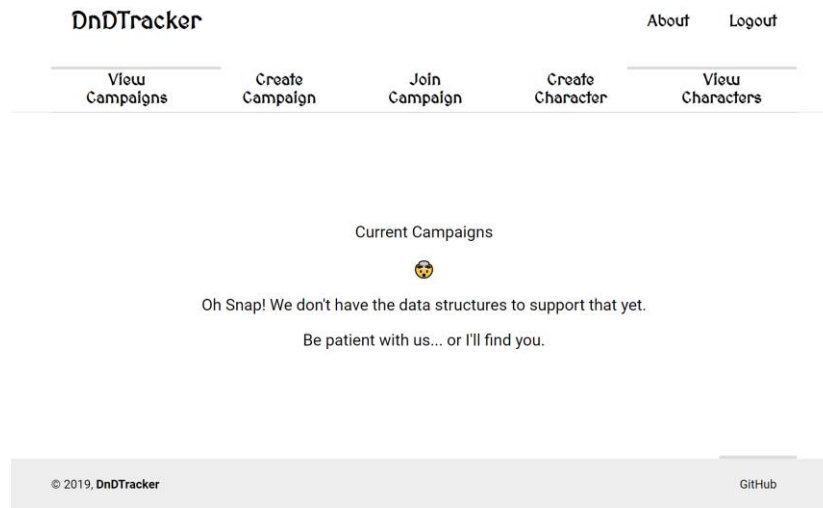 DnDTracker
About Logout
View Create Join Create View
Campaigns Campaign Campaign Character Characters
Current Campaigns
Oh Snap! We don't have the data structures to support that yet.
Be patient with us... or I'll find you.
© 2019, DnDTracker GitHub